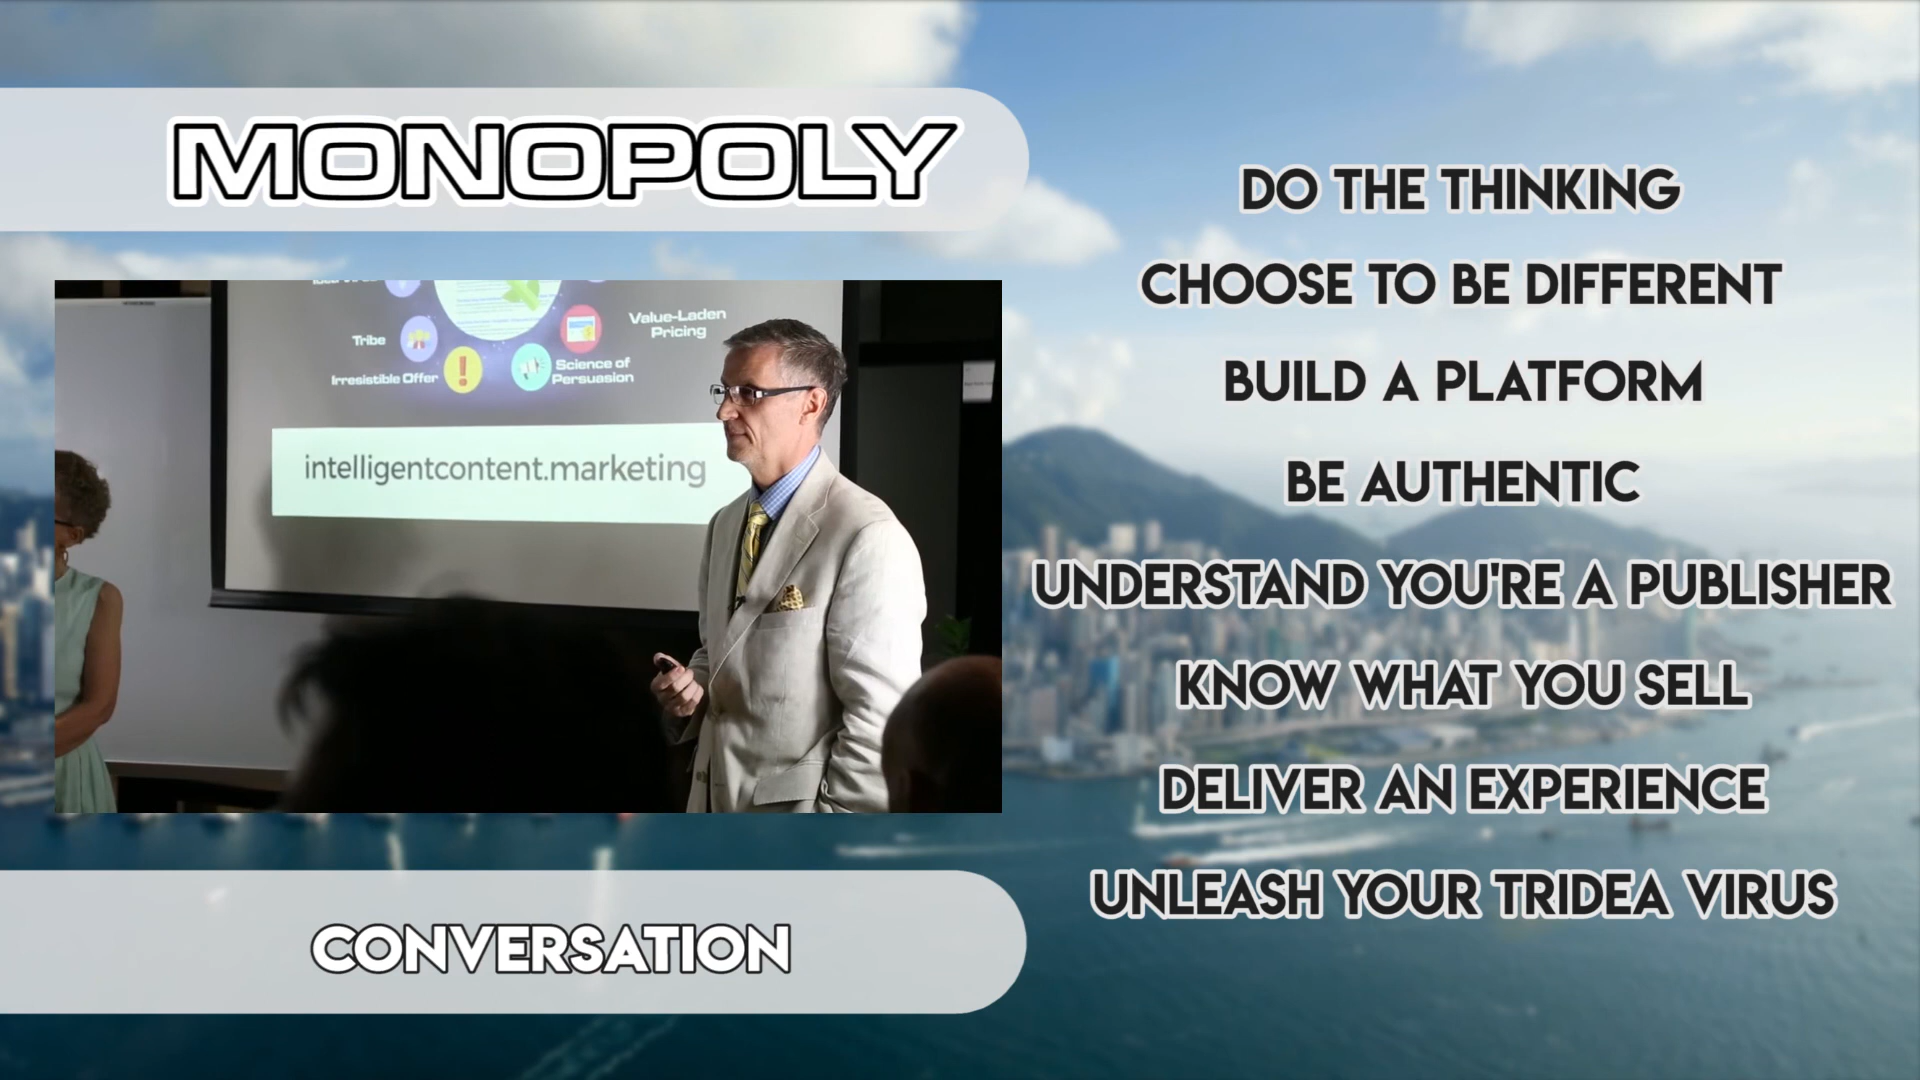 MONOPOLY
Tribe
Irresistible Offer
Value-Laden
Pricing
Science of
Persuasion
intelligentcontent.marketing
CONVERSATION
DO THE THINKING
CHOOSE TO BE DIFFERENT
BUILD A PLATFORM
BE AUTHENTIC
UNDERSTAND YOU'RE A PUBLISHER
KNOW WHAT YOU SELL
DELIVER AN EXPERIENCE
UNLEASH YOUR TRIDEA VIRUS